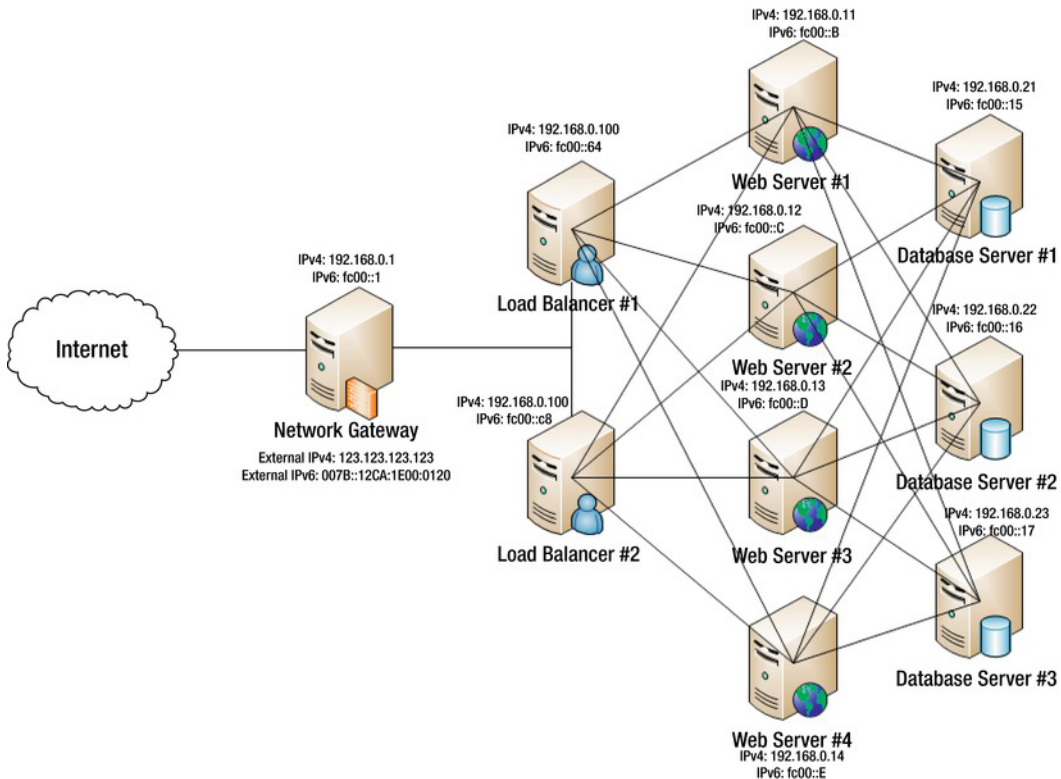 Internet
IPv4: 192.168.0.1
IPv6: fc00::1
Network Gateway
External IPv4: 123.123.123.123
External IPv6: 007B::12CA:1E00:0120
IPv4: 192.168.0.100
IPv6: fc00::64
Load Balancer #1
IPv4: 192.168.0.100
IPv6: fc00::c8
Load Balancer #2
IPv4: 192.168.0.11
IPv6: fc00::B
Web Server #1
IPv4: 192.168.0.12
IPv6: fc00::C
Web Server #2
IPv4: 192.168.0.13
IPv6: fc00::D
Web Server #3
Web Server #4
IPv4: 192.168.0.14
IPv6: fc00::E
IPv4: 192.168.0.21
IPv6: fc00::15
Database Server #1
IPv4: 192.168.0.22
IPv6: fc00::16
Database Server #2
IPv4: 192.168.0.23
IPv6: fc00::17
Database Server #3